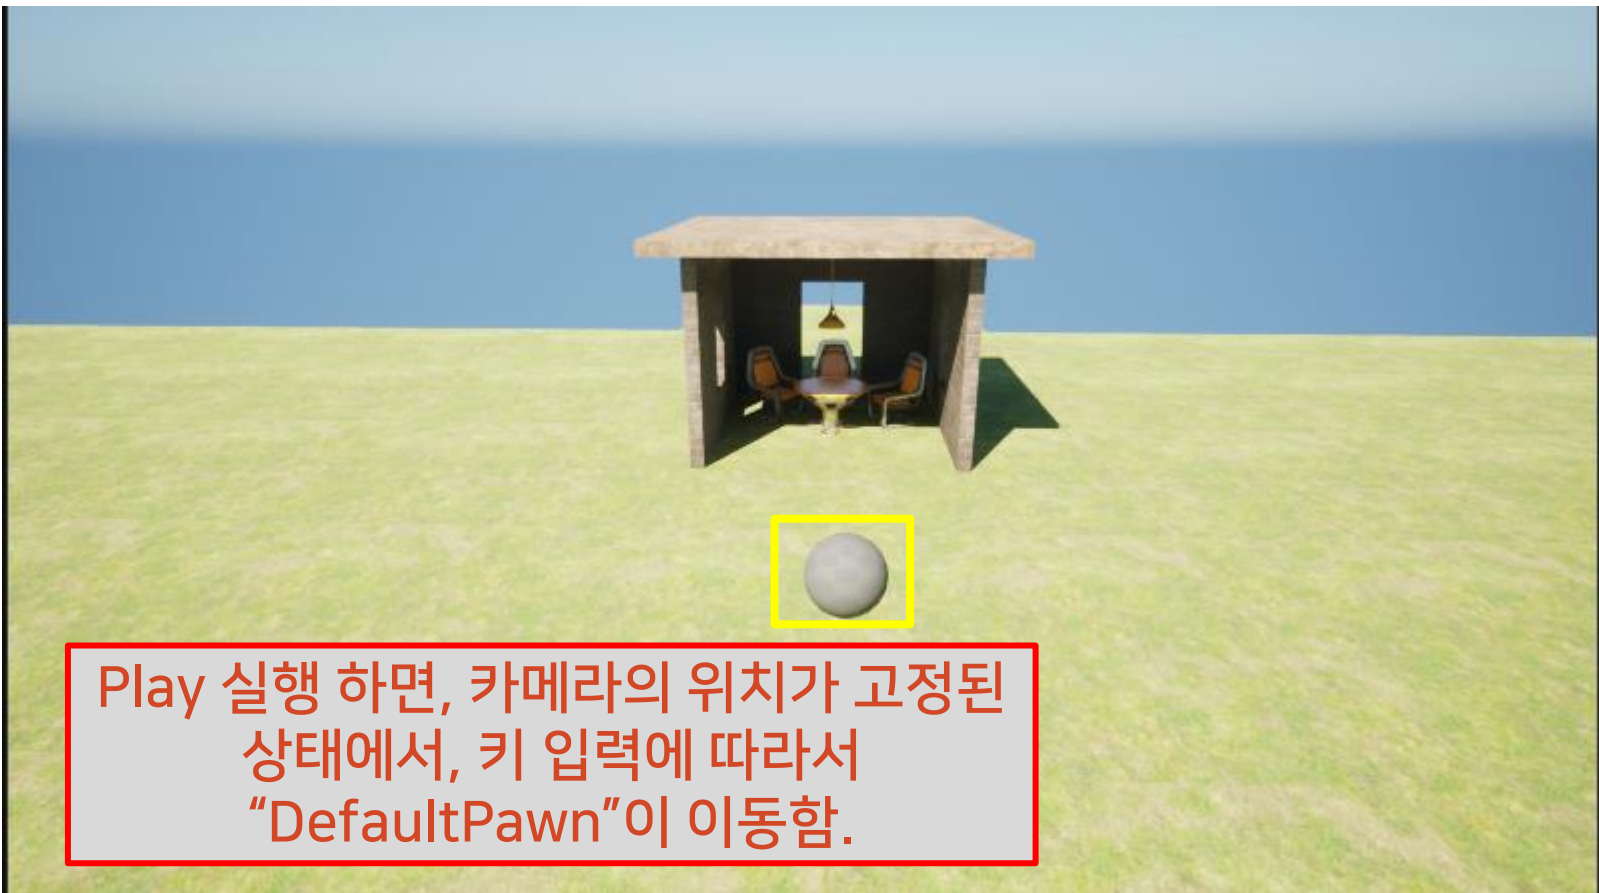 Play 실행 하면, 카메라의 위치가 고정된
상태에서, 키 입력에 따라서
“DefaultPawn”이 이동함.